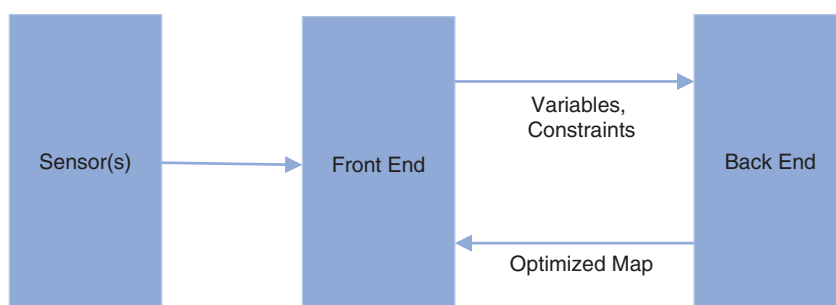 Sensor(s)
Front End
Variables,
Constraints
Back End
Optimized Map